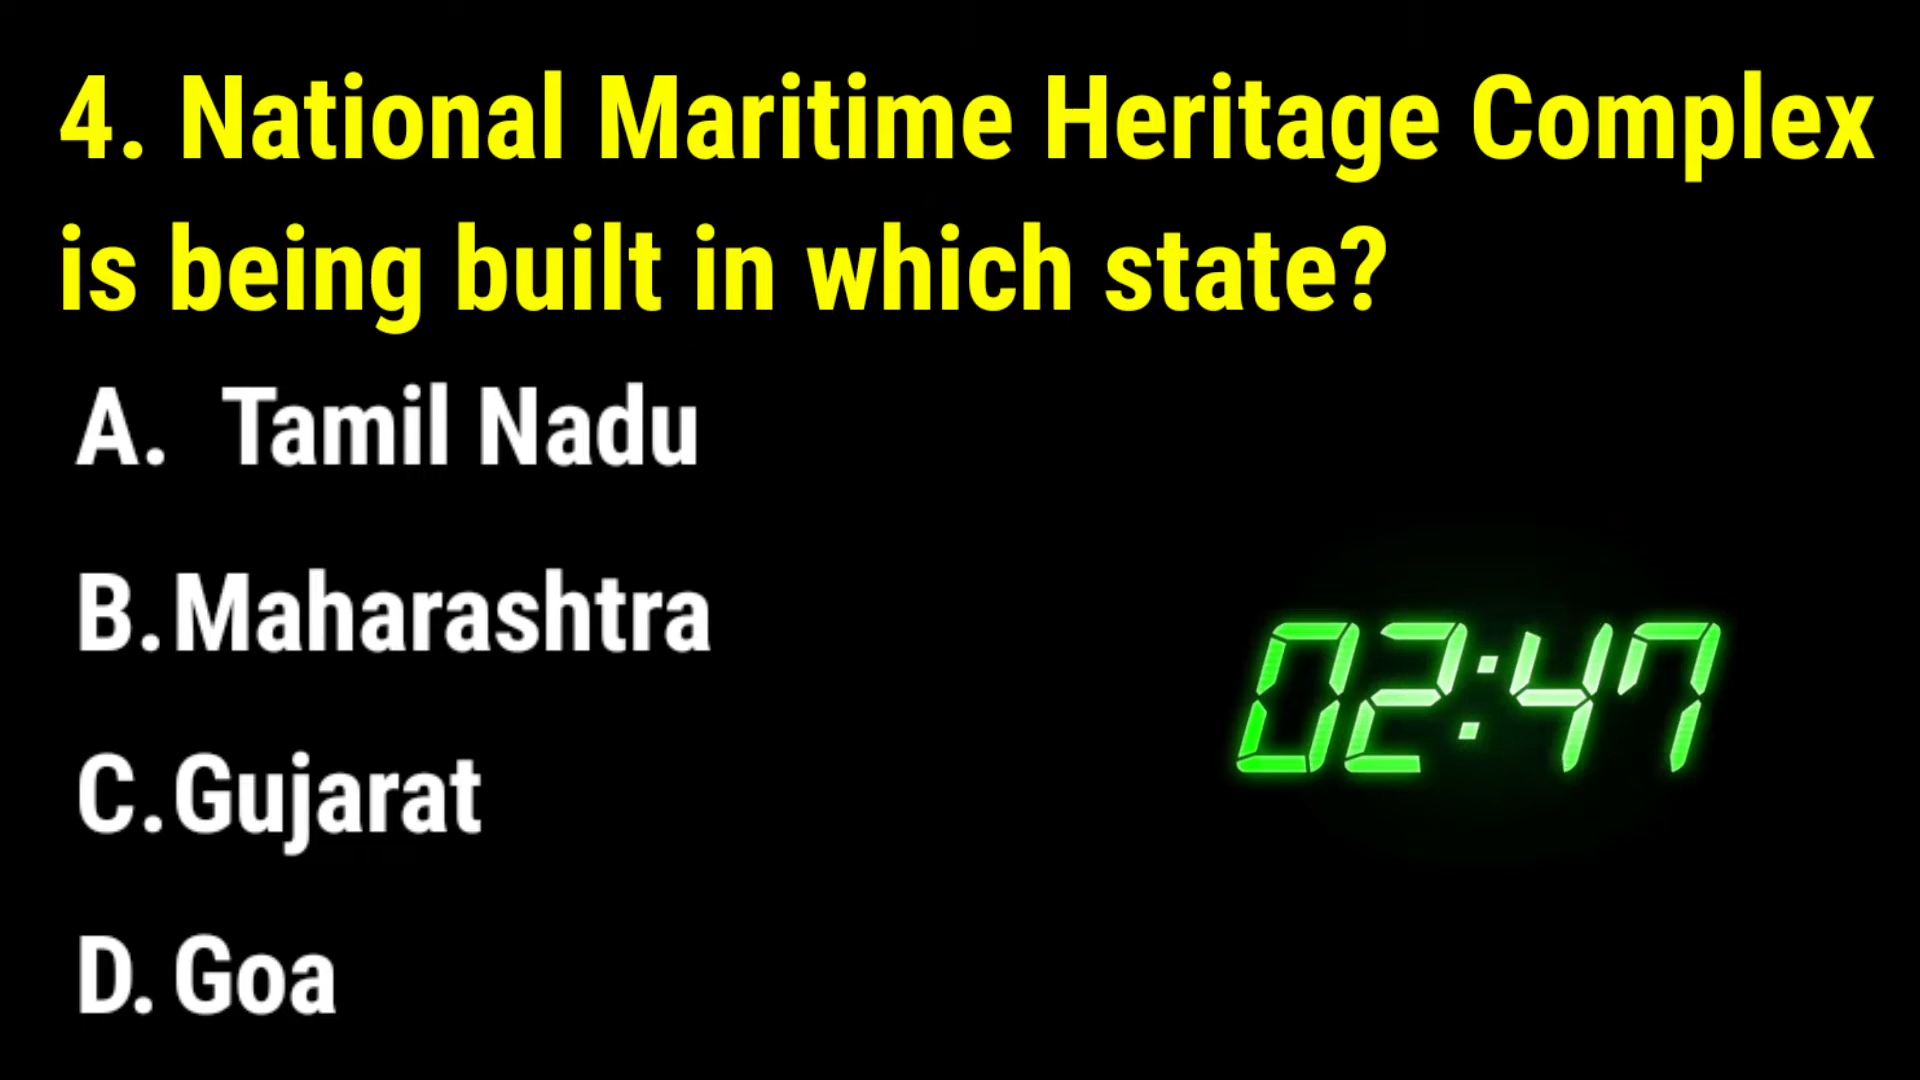 4. National Maritime Heritage Complex
is being built in which state?
A. Tamil Nadu
B. Maharashtra
02:47
C. Gujarat
D. Goa